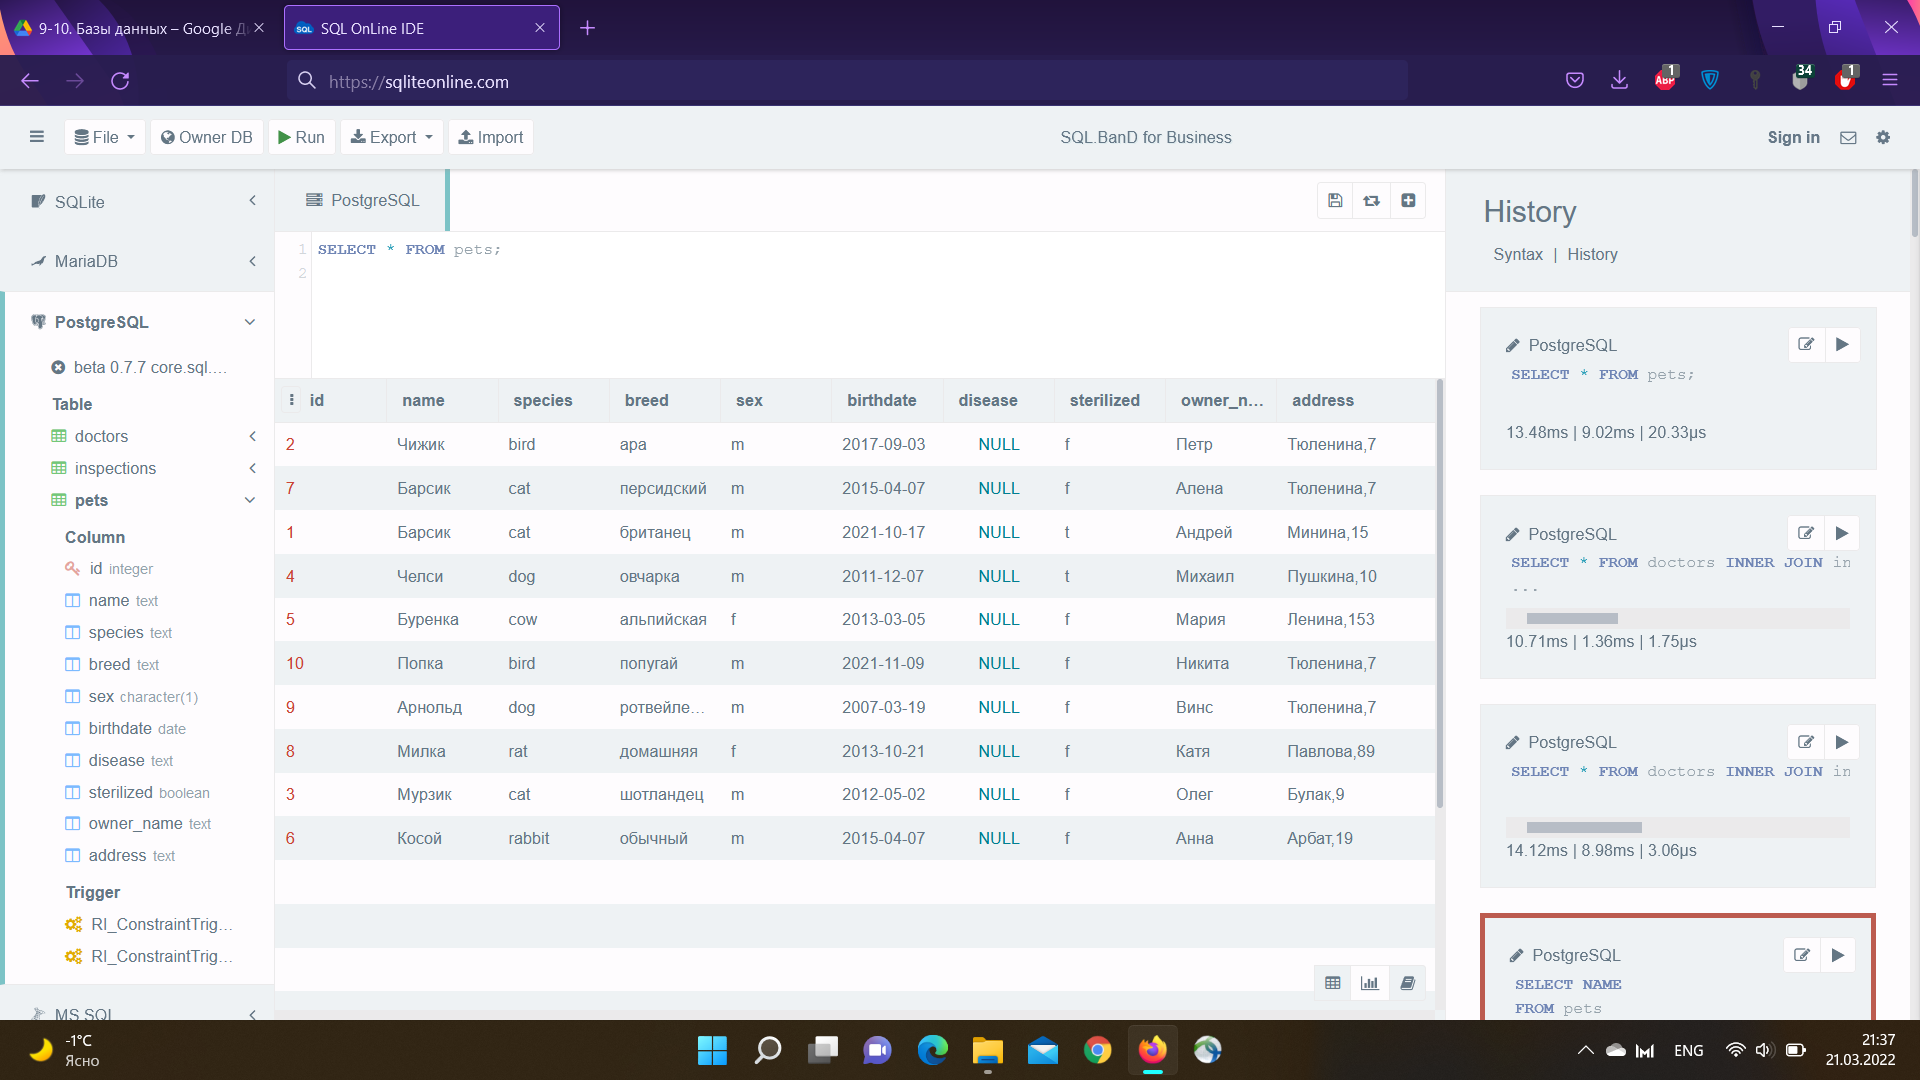 9-10. Базы данных – Google Ди
SQL OnLine IDE
https://sqliteonline.com
1
34
1
ABP
File
Owner DB
Run
Export
Import
SQL.BanD for Business
Sign in
SQLite
MariaDB
PostgreSQL
beta 0.7.7 core.sql....
Table
doctors
inspections
pets
Column
id integer
name text
species text
breed text
sex character(1)
birthdate date
disease text
sterilized boolean
owner_name text
address text
Trigger
RI_ConstraintTrig...
RI_ConstraintTrig...
MS SQL
PostgreSQL
1 SELECT * FROM pets;
2
id name species breed sex birthdate disease sterilized owner_n... address
2 Чижик bird ара m 2017-09-03 NULL f Петр Тюленина,7
7 Барсик cat персидский m 2015-04-07 NULL f Алена Тюленина,7
1 Барсик cat британец m 2021-10-17 NULL t Андрей Минина,15
4 Челси dog овчарка m 2011-12-07 NULL t Михаил Пушкина,10
5 Буренка cow альпийская f 2013-03-05 NULL f Мария Ленина,153
10 Попка bird попугай m 2021-11-09 NULL f Никита Тюленина,7
9 Арнольд dog ротвейле... m 2007-03-19 NULL f Винс Тюленина,7
8 Милка rat домашняя f 2013-10-21 NULL f Катя Павлова,89
3 Мурзик cat шотландец m 2012-05-02 NULL f Олег Булак,9
6 Косой rabbit обычный m 2015-04-07 NULL f Анна Арбат,19
History
Syntax | History
PostgreSQL
SELECT * FROM pets;
13.48ms | 9.02ms | 20.33μs
PostgreSQL
SELECT * FROM doctors INNER JOIN in
...
10.71ms | 1.36ms | 1.75μs
PostgreSQL
SELECT * FROM doctors INNER JOIN in
14.12ms | 8.98ms | 3.06μs
PostgreSQL
SELECT NAME
FROM pets
-1°C
Ясно
ENG
21:37
21.03.2022